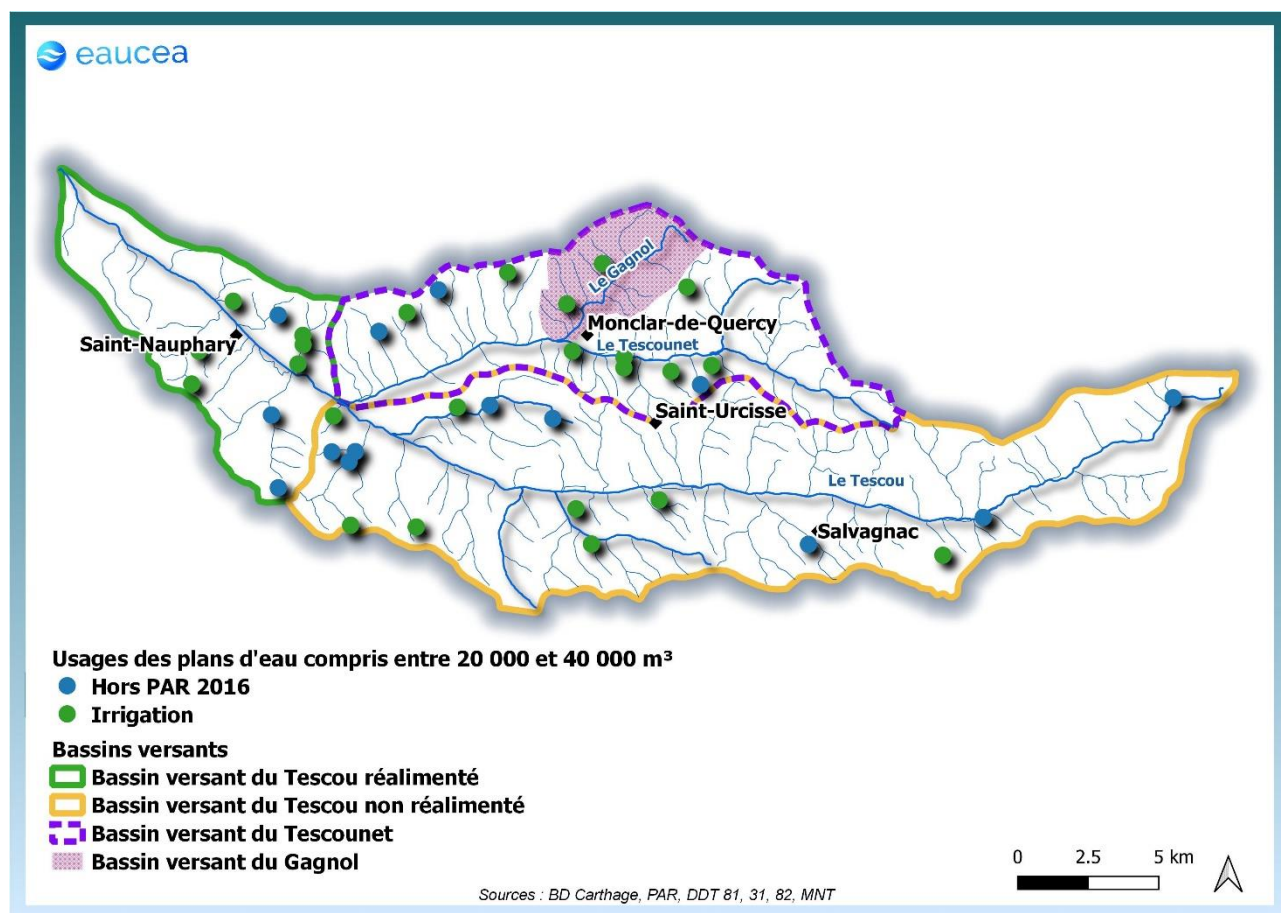 eaucea
Le Gagnol
Monclar-de-Quercy
Saint-Nauphary
Le Tescounet
Saint-Urcisse
Le Tescou
Salvagnac
Usages des plans d'eau compris entre 20 000 et 40 000 m³
Hors PAR 2016
Irrigation
Bassins versants
Bassin versant du Tescou réalimenté
Bassin versant du Tescou non réalimenté
Bassin versant du Tescounet
Bassin versant du Gagnol
0 2.5 5 km
Sources : BD Carthage, PAR, DDT 81, 31, 82, MNT